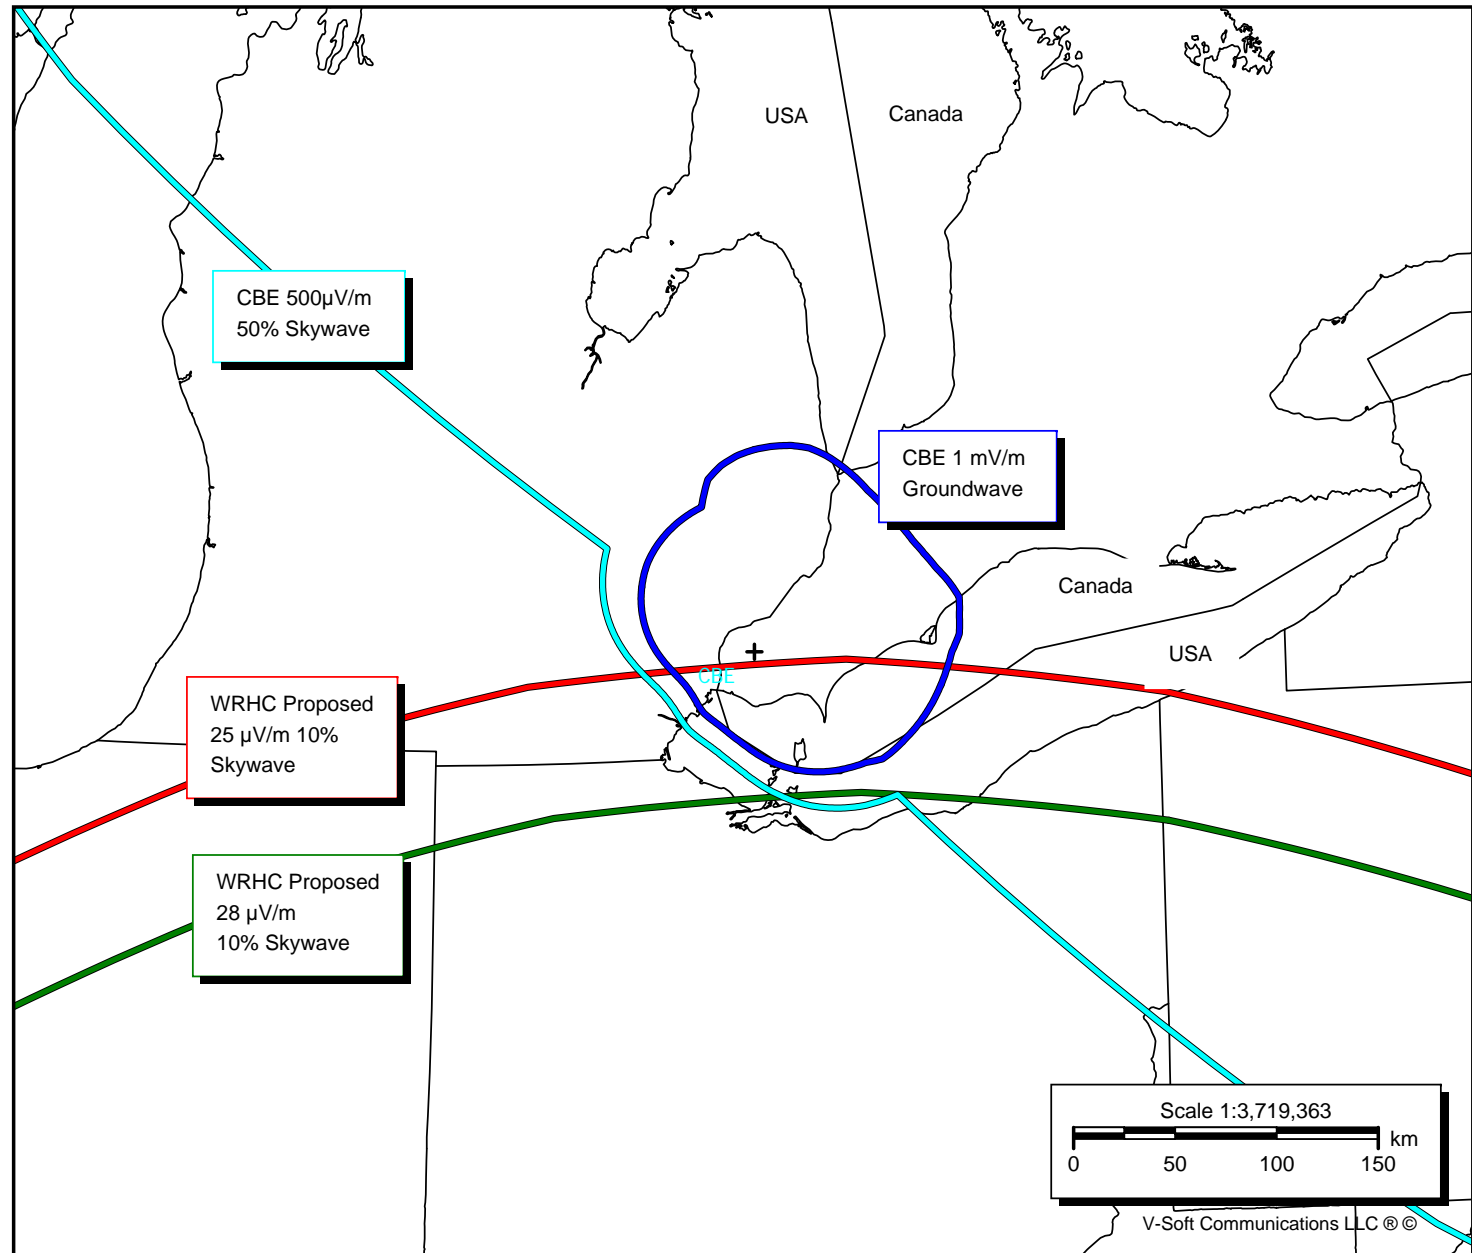 USA
Canada
CBE 500µV/m
50% Skywave
CBE 1 mV/m
Groundwave
Canada
USA
CBE
WRHC Proposed
25 µV/m 10%
Skywave
WRHC Proposed
28 µV/m
10% Skywave
Scale 1:3,719,363
km
0 50 100 150
V-Soft Communications LLC ® ©